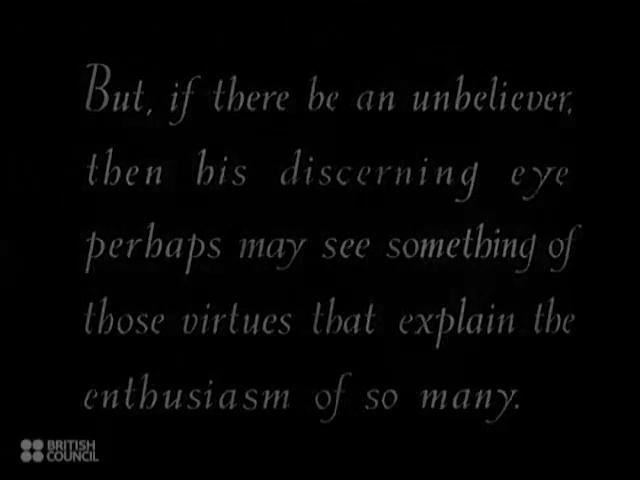 But, if there be an unbeliever,
then his discerning eye
perhaps may see something of
those virtues that explain the
enthusiasm of so many.
BRITISH
COUNCIL